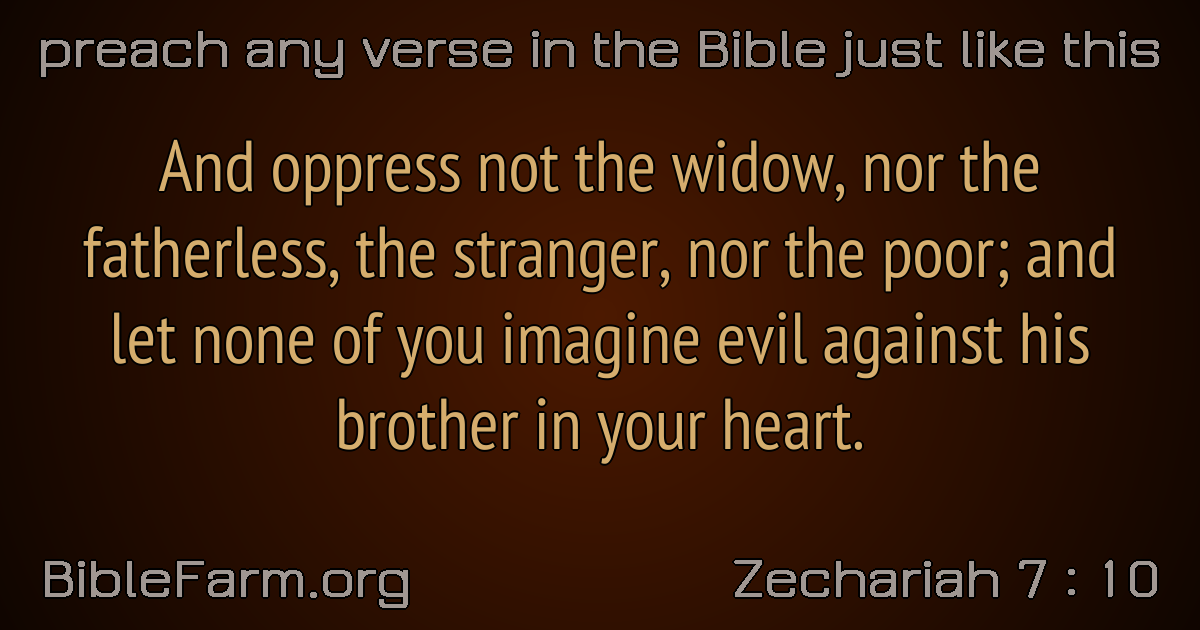 preach any verse in the Bible just like this
And oppress not the widow, nor the
fatherless, the stranger, nor the poor; and
let none of you imagine evil against his
brother in your heart.
BibleFarm.org
Zechariah 7 : 10